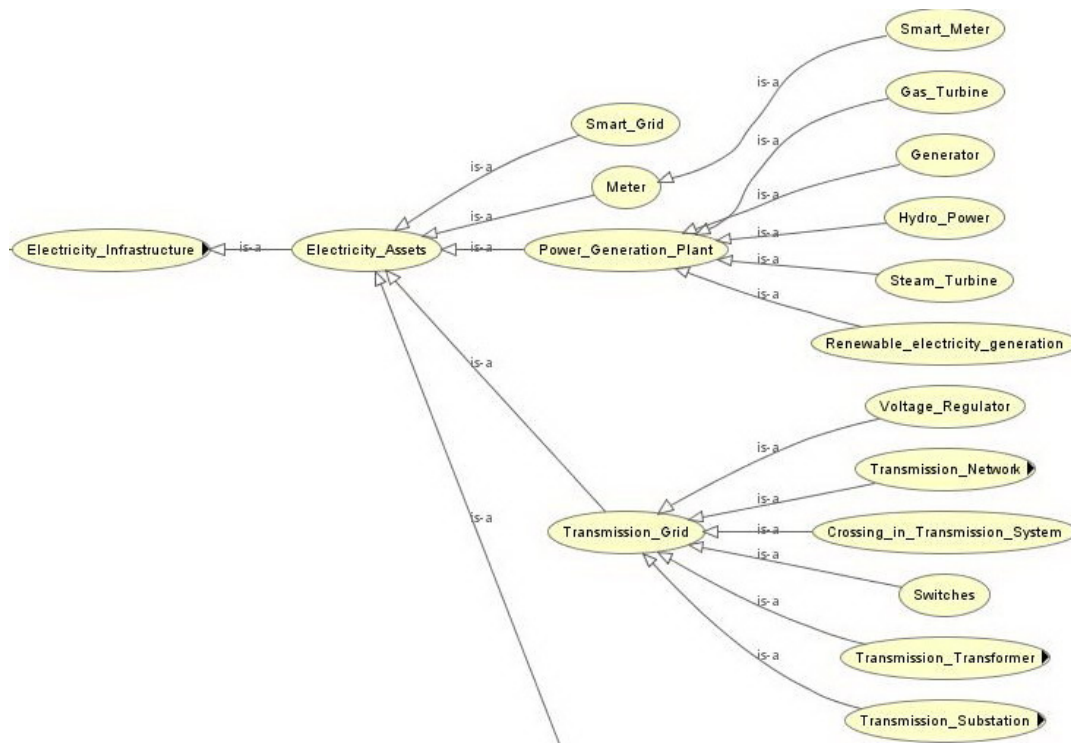 Smart_Meter
is-a
Gas_Turbine
Smart_Grid
is-a
Generator
is-a
Meter
is-a
is-a
Hydro_Power
is-a
Electricity_Infrastructure
is-a
Electricity_Assets
is-a
Power_Generation_Plant
is-a
Steam_Turbine
is-a
Renewable_electricity_generation
is-a
Voltage_Regulator
is-a
Transmission_Network
is-a
is-a
Transmission_Grid
is-a
Crossing_in_Transmission_System
is-a
Switches
is-a
Transmission_Transformer
is-a
Transmission_Substation